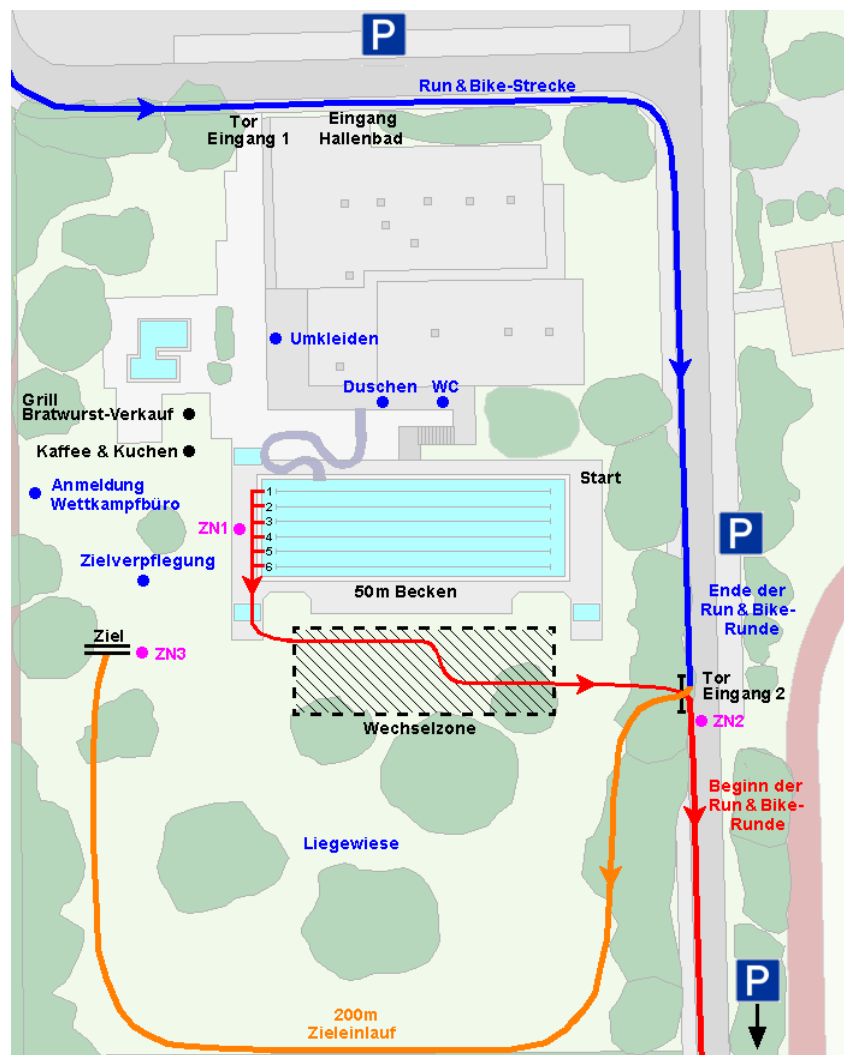 P
Run & Bike-Strecke
Tor
Eingang 1
Eingang
Hallenbad
Umkleiden
Duschen
WC
Grill
Bratwurst-Verkauf
Kaffee & Kuchen
Anmeldung
Wettkampfbüro
Start
1
2
3
4
5
6
ZN1
P
Zielverpflegung
50m Becken
Ende der
Run & Bike-
Runde
Ziel
ZN3
Tor
Eingang 2
Wechselzone
ZN2
Beginn der
Run & Bike-
Runde
Liegewiese
P
200m
Zieleinlauf